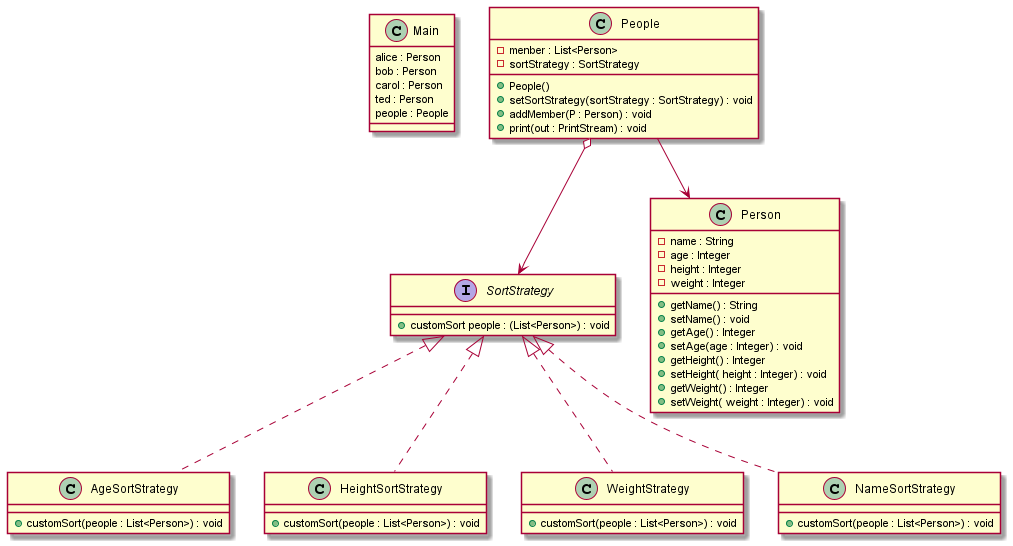 C Main
alice : Person
bob : Person
carol : Person
ted : Person
people : People
C People
menber : List<Person>
sortStrategy : SortStrategy
People()
setSortStrategy(sortStrategy : SortStrategy) : void
addMember(P : Person) : void
print(out : PrintStream) : void
C Person
name : String
age : Integer
height : Integer
weight : Integer
getName() : String
setName() : void
getAge() : Integer
setAge(age : Integer) : void
getHeight() : Integer
setHeight( height : Integer) : void
getWeight() : Integer
setWeight( weight : Integer) : void
I SortStrategy
customSort people : (List<Person>) : void
C AgeSortStrategy
customSort(people : List<Person>) : void
C HeightSortStrategy
customSort(people : List<Person>) : void
C WeightStrategy
customSort(people : List<Person>) : void
C NameSortStrategy
customSort(people : List<Person>) : void